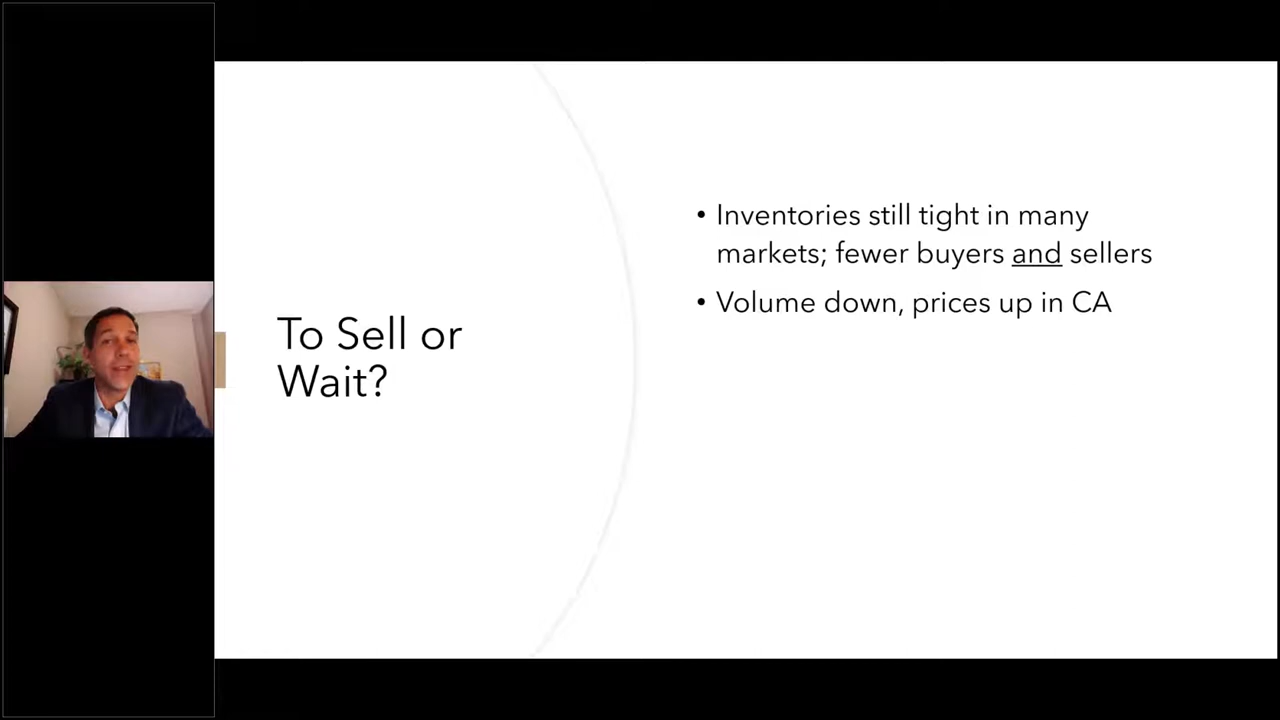 To Sell or
Wait?
• Inventories still tight in many
markets; fewer buyers and sellers
• Volume down, prices up in CA